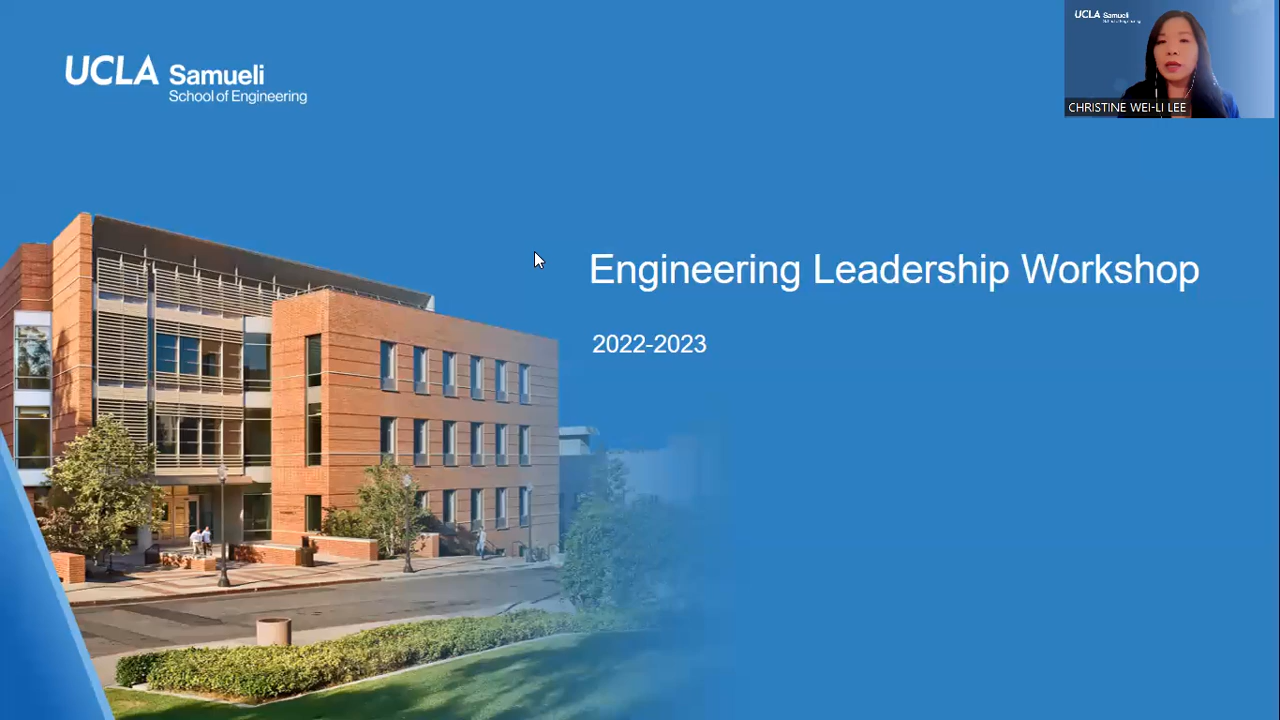 UCLA Samueli
School of Engineering
UCLA Samueli
CHRISTINE WEI-LI LEE
Engineering Leadership Workshop
2022-2023